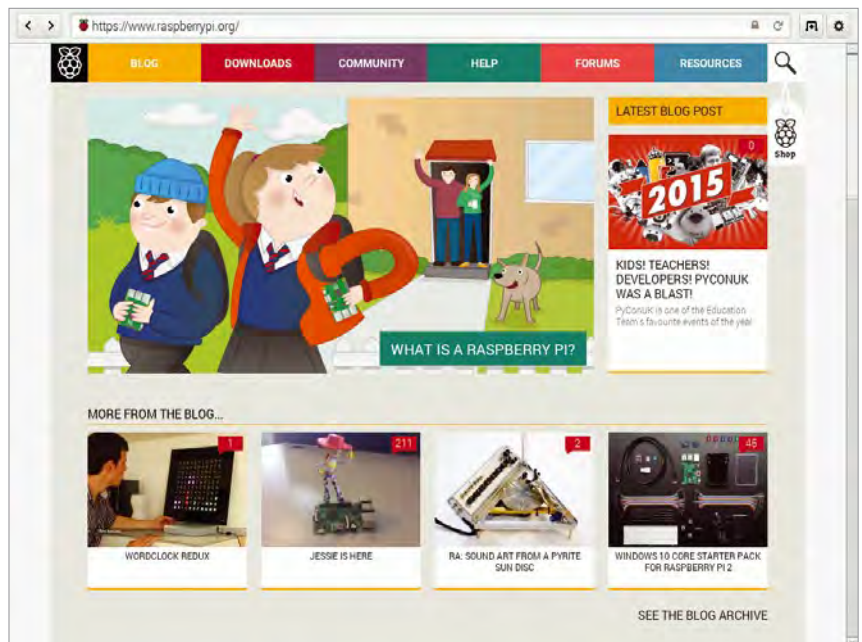 https://www.raspberrypi.org/
BLOG
DOWNLOADS
COMMUNITY
HELP
FORUMS
RESOURCES
LATEST BLOG POST
Shop
0
2015
WHAT IS A RASPBERRY PI?
KIDS! TEACHERS!
DEVELOPERS! PYCONUK
WAS A BLAST!
PyConUK is one of the Education
Team's favourite events of the year.
MORE FROM THE BLOG...
1
211
2
46
WORDCLOCK REDUX
JESSIE IS HERE
RA: SOUND ART FROM A PYRITE
SUN DISC
WINDOWS 10 CORE STARTER PACK
FOR RASPBERRY PI 2
SEE THE BLOG ARCHIVE